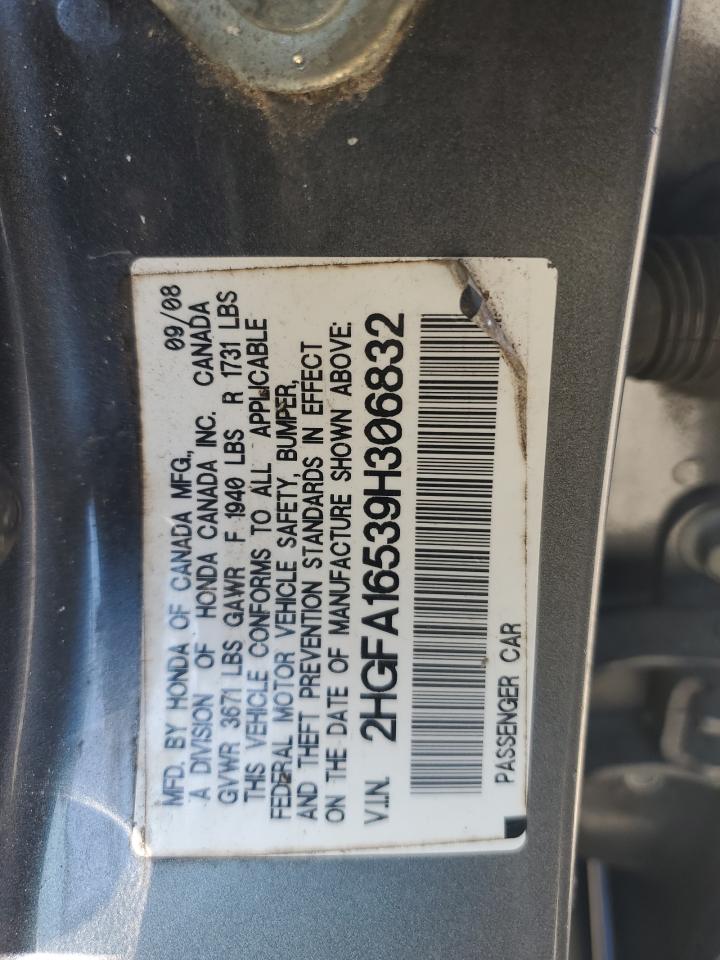 MFD. BY HONDA OF CANADA MFG., 09/08
A DIVISION OF HONDA CANADA INC. CANADA
GVWR 3671 LBS GAWR F 1940 LBS R 1731 LBS
THIS VEHICLE CONFORMS TO ALL APPLICABLE
FEDERAL MOTOR VEHICLE SAFETY, BUMPER,
AND THEFT PREVENTION STANDARDS IN EFFECT
ON THE DATE OF MANUFACTURE SHOWN ABOVE:
V.I.N. 2HGFA16539H306832
PASSENGER CAR